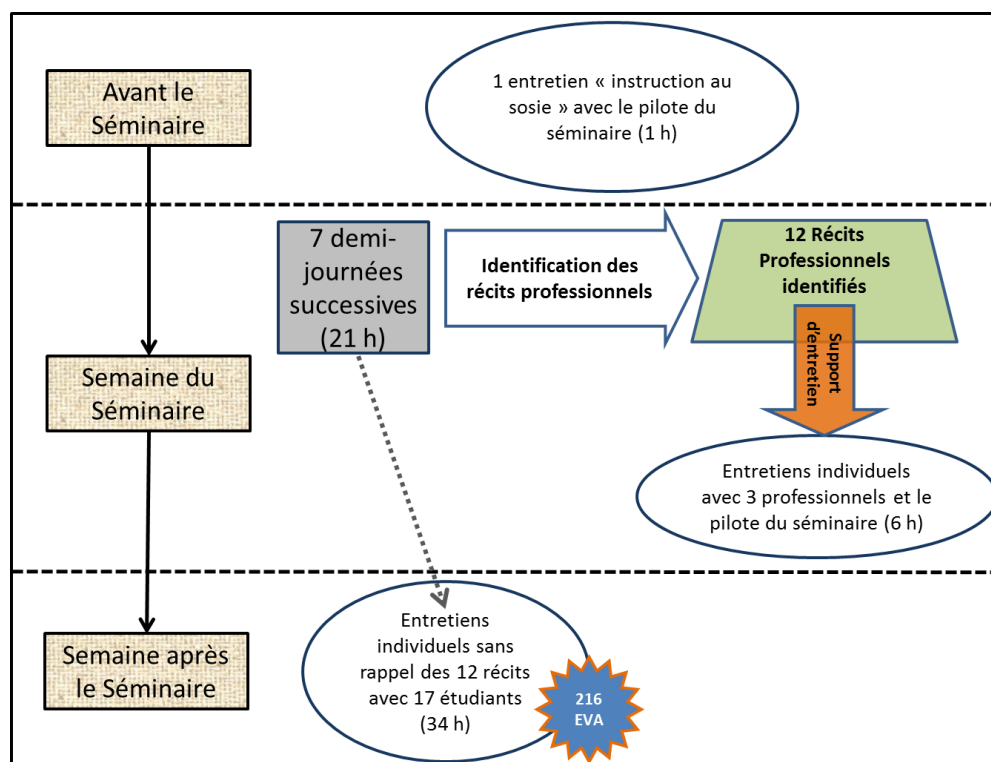 Avant le
Séminaire
1 entretien « instruction au
sosie » avec le pilote du
séminaire (1 h)
7 demi-
journées
successives
(21 h)
Identification des
récits professionnels
12 Récits
Professionnels
identifiés
Support
d'entretien
Semaine du
Séminaire
Entretiens individuels
avec 3 professionnels et le
pilote du séminaire (6 h)
Semaine après
le Séminaire
Entretiens
individuels sans
rappel des 12 récits
avec 17 étudiants
(34 h)
216
EVA